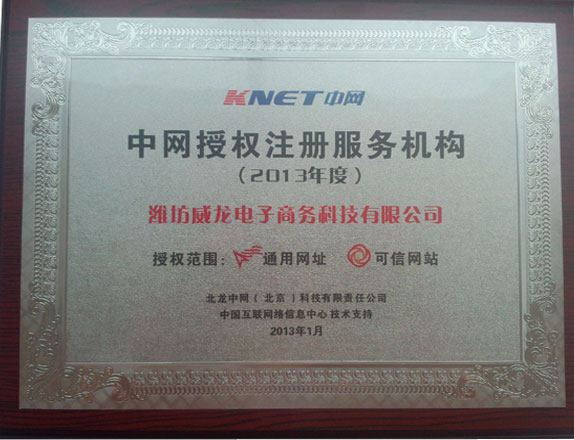 KNET中网
中网授权注册服务机构
（2013年度）
潍坊威龙电子商务科技有限公司
授权范围： 通用网址 可信网站
北龙中网（北京）科技有限责任公司
中国互联网络信息中心 技术支持
2013年1月